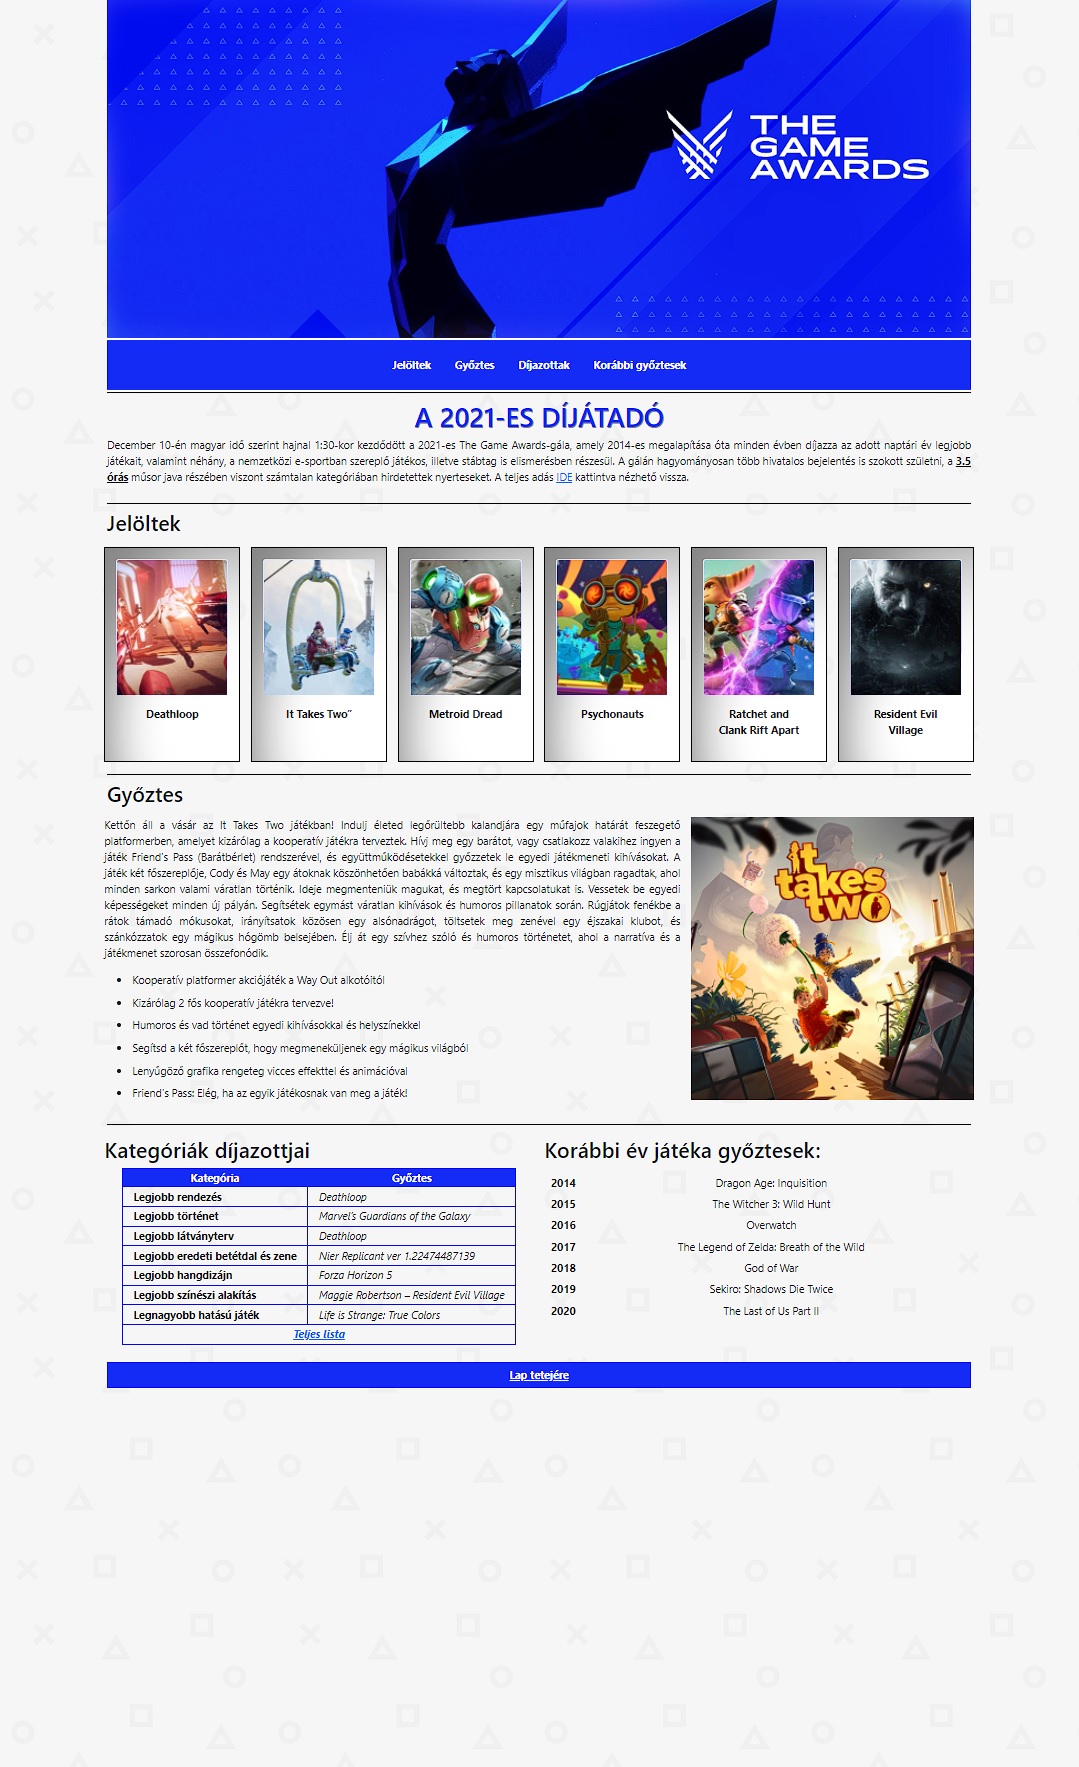 THE
GAME
AWARDS
Jelöltek Győztes Díjazottak Korábbi győztesek
A 2021-ES DÍJÁTADÓ
December 10-én magyar idő szerint hajnal 1:30-kor kezdődött a 2021-es The Game Awards-gála, amely 2014-es megalapítása óta minden évben díjazza az adott naptári év legjobb
játékait, valamint néhány, a nemzetközi e-sportban szereplő játékos, illetve stábtag is elismerésben részesül. A gálán hagyományosan több hivatalos bejelentés is szokott születni, a 3.5
órás műsor java részében viszont számtalan kategóriában hirdetettek nyerteseket. A teljes adás IDE kattintva nézhető vissza.
Jelöltek
Deathloop
It Takes Two"
Metroid Dread
Psychonauts
Ratchet and
Clank Rift Apart
Resident Evil
Village
Győztes
Kettőn áll a vásár az It Takes Two játékban! Indulj életed legőrültebb kalandjára egy műfajok határát feszegető
platformerben, amelyet kizárólag a kooperatív játékra terveztek. Hívj meg egy barátot, vagy csatlakozz valakihez ingyen a
játék Friend's Pass (Barátbérlet) rendszerével, és együttműködésetekkel győzzetek le egyedi játékmeneti kihívásokat. A
játék két főszereplője, Cody és May egy átoknak köszönhetően babákká változtak, és egy misztikus világban ragadtak, ahol
minden sarkon valami váratlan történik. Ideje megmenteniük magukat, és megtört kapcsolatukat is. Vessetek be egyedi
képességeket minden új pályán. Segítsétek egymást váratlan kihívások és humoros pillanatok során. Rúgjátok fenékbe a
rátok támadó mókusokat, irányítsatok közösen egy alsónadrágot, töltsetek meg zenével egy éjszakai klubot, és
szánkózzatok egy mágikus hógömb belsejében. Élj át egy szívhez szóló és humoros történetet, ahol a narratíva és a
játékmenet szorosan összefonódik.
it
takes
two
• Kooperatív platformer akciójáték a Way Out alkotóitól
• Kizárólag 2 fős kooperatív játékra tervezve!
• Humoros és vad történet egyedi kihívásokkal és helyszínekkel
• Segítsd a két főszereplőt, hogy megmeneküljenek egy mágikus világból
• Lenyűgöző grafika rengeteg vicces effekttel és animációval
• Friend's Pass: Elég, ha az egyik játékosnak van meg a játék!
Kategóriák díjazottjai
Kategória Győztes
Legjobb rendezés Deathloop
Legjobb történet Marvel's Guardians of the Galaxy
Legjobb látványterv Deathloop
Legjobb eredeti betétdal és zene Nier Replicant ver 1.22474487139
Legjobb hangdizájn Forza Horizon 5
Legjobb színészi alakítás Maggie Robertson – Resident Evil Village
Legnagyobb hatású játék Life is Strange: True Colors
Teljes lista
Korábbi év játéka győztesek:
2014 Dragon Age: Inquisition
2015 The Witcher 3: Wild Hunt
2016 Overwatch
2017 The Legend of Zelda: Breath of the Wild
2018 God of War
2019 Sekiro: Shadows Die Twice
2020 The Last of Us Part II
Lap tetejére